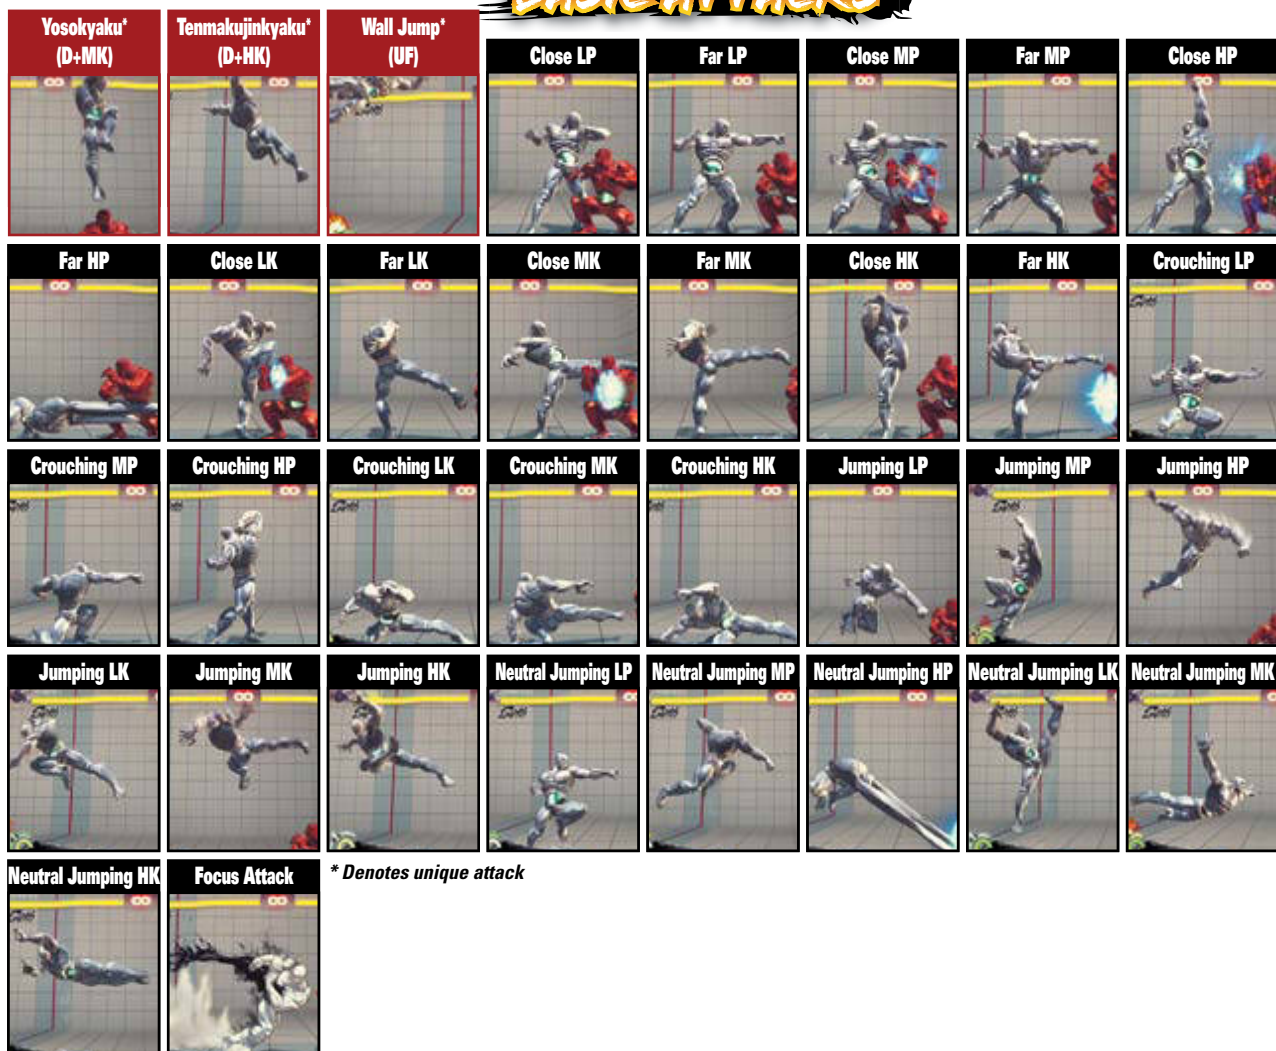 BASIC ATTACKS
Yosokyaku*
(D+MK)
Tenmakujinkyaku*
(D+HK)
Wall Jump*
(UF)
Close LP
Far LP
Close MP
Far MP
Close HP
Far HP
Close LK
Far LK
Close MK
Far MK
Close HK
Far HK
Crouching LP
Crouching MP
Crouching HP
Crouching LK
Crouching MK
Crouching HK
Jumping LP
Jumping MP
Jumping HP
Jumping LK
Jumping MK
Jumping HK
Neutral Jumping LP
Neutral Jumping MP
Neutral Jumping HP
Neutral Jumping LK
Neutral Jumping MK
Neutral Jumping HK
Focus Attack
* Denotes unique attack